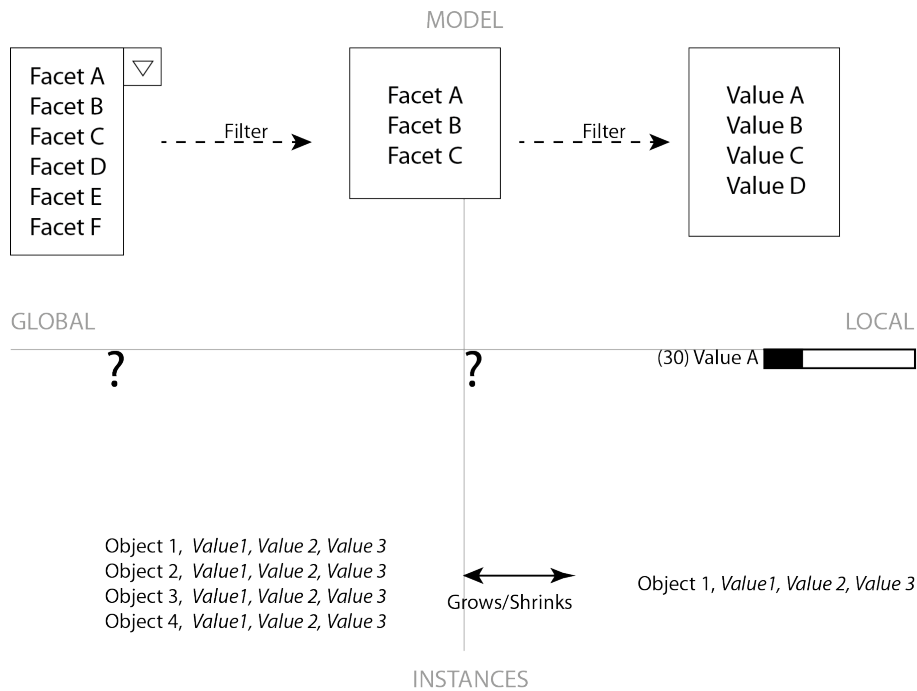 MODEL
Facet A
Facet B
Facet C
Facet D
Facet E
Facet F
Filter
Facet A
Facet B
Facet C
Filter
Value A
Value B
Value C
Value D
GLOBAL
LOCAL
?
?
(30) Value A
Object 1, Value1, Value 2, Value 3
Object 2, Value1, Value 2, Value 3
Object 3, Value1, Value 2, Value 3
Object 4, Value1, Value 2, Value 3
Grows/Shrinks
Object 1, Value1, Value 2, Value 3
INSTANCES